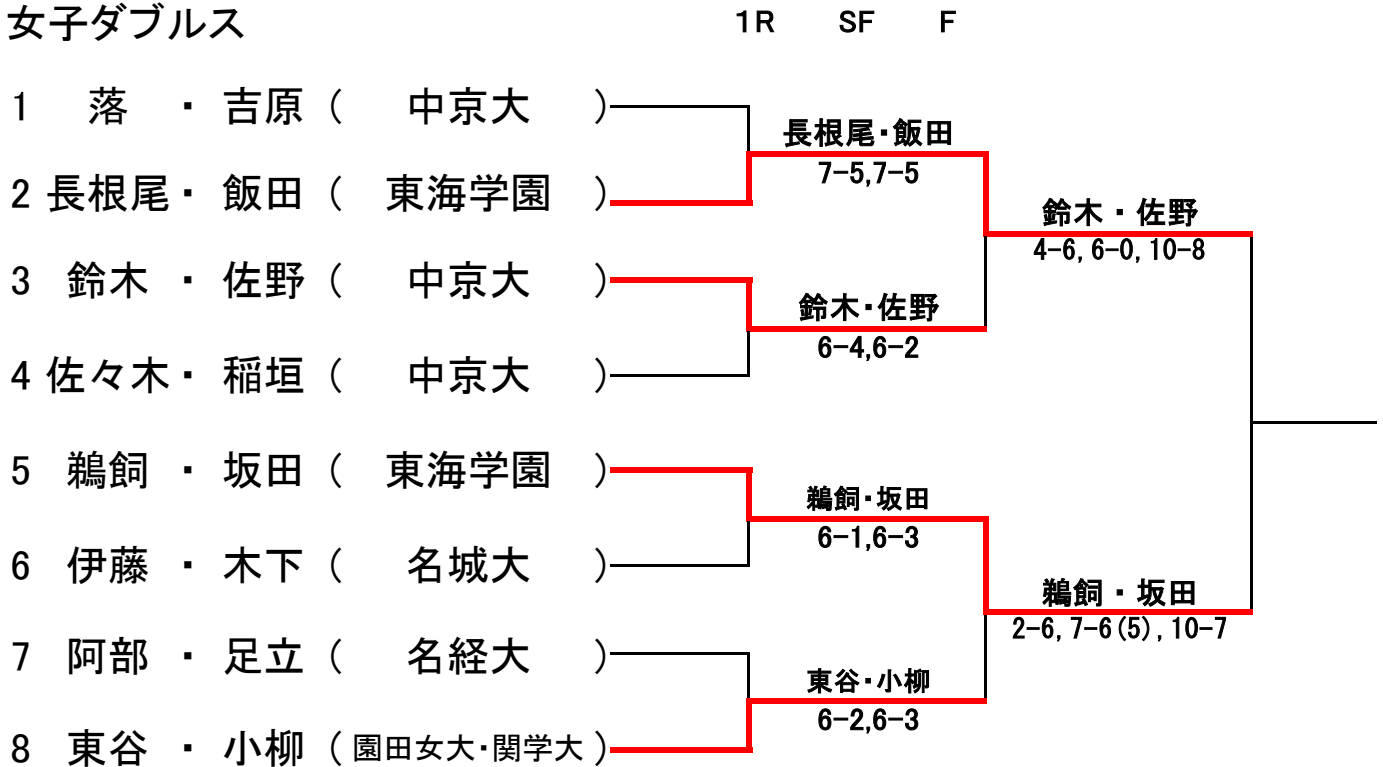 女子ダブルス 1R SF F
1 落 ・ 吉原 ( 中京大 )
長根尾・飯田
7-5,7-5
2 長根尾・ 飯田 ( 東海学園 )
鈴木 ・ 佐野
4-6, 6-0, 10-8
3 鈴木 ・ 佐野 ( 中京大 )
鈴木・佐野
6-4,6-2
4 佐々木・ 稲垣 ( 中京大 )
5 鵜飼 ・ 坂田 ( 東海学園 )
鵜飼・坂田
6-1,6-3
6 伊藤 ・ 木下 ( 名城大 )
鵜飼 ・ 坂田
2-6, 7-6(5), 10-7
7 阿部 ・ 足立 ( 名経大 )
東谷・小柳
6-2,6-3
8 東谷 ・ 小柳 ( 園田女大・関学大 )